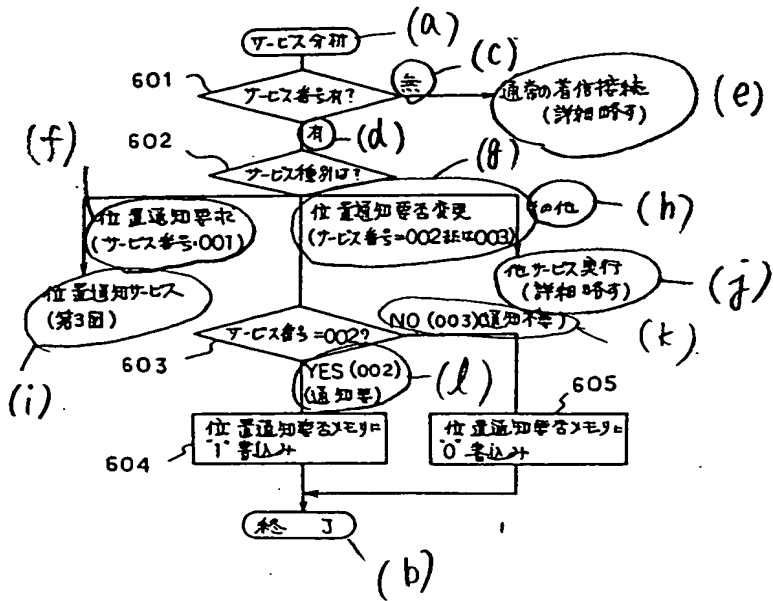 (a)
サービス分析
(c)
無
601
サービス番号有?
通常の着信接続
(詳細略す)
(e)
有
(d)
(f)
602
(g)
サービス種別は?
位置通知要求
(サービス番号=001)
位置通知要否変更
(サービス番号=002または003)
その他
(h)
位置通知サービス
(第3図)
他サービス実行
(詳細略す)
(j)
サービス番号=002?
NO(003)(通知不要)
(k)
603
(i)
YES(002)
(通知要)
(l)
605
位置通知要否メモリに
"1"書込み
位置通知要否メモリに
"0"書込み
604
終 了
(b)